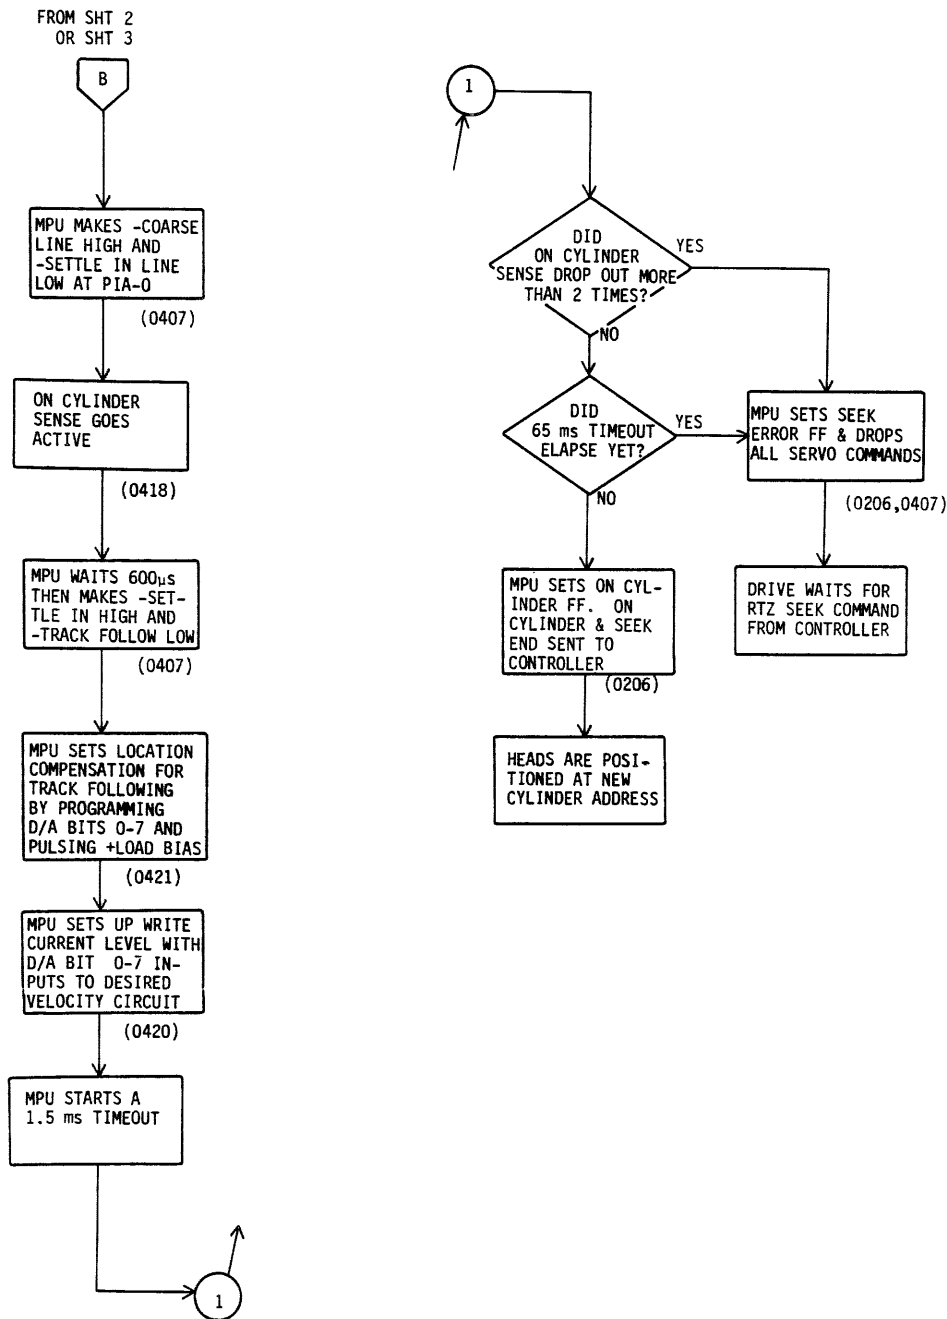 FROM SHT 2
OR SHT 3
B
MPU MAKES -COARSE
LINE HIGH AND
-SETTLE IN LINE
LOW AT PIA-0
(0407)
ON CYLINDER
SENSE GOES
ACTIVE
(0418)
MPU WAITS 600µs
THEN MAKES -SET-
TLE IN HIGH AND
-TRACK FOLLOW LOW
(0407)
MPU SETS LOCATION
COMPENSATION FOR
TRACK FOLLOWING
BY PROGRAMMING
D/A BITS 0-7 AND
PULSING +LOAD BIAS
(0421)
MPU SETS UP WRITE
CURRENT LEVEL WITH
D/A BIT 0-7 IN-
PUTS TO DESIRED
VELOCITY CIRCUIT
(0420)
MPU STARTS A
1.5 ms TIMEOUT
1
1
DID
ON CYLINDER
SENSE DROP OUT MORE
THAN 2 TIMES?
YES
NO
DID
65 ms TIMEOUT
ELAPSE YET?
YES
NO
MPU SETS SEEK
ERROR FF & DROPS
ALL SERVO COMMANDS
(0206,0407)
DRIVE WAITS FOR
RTZ SEEK COMMAND
FROM CONTROLLER
MPU SETS ON CYL-
INDER FF. ON
CYLINDER & SEEK
END SENT TO
CONTROLLER
(0206)
HEADS ARE POSI-
TIONED AT NEW
CYLINDER ADDRESS